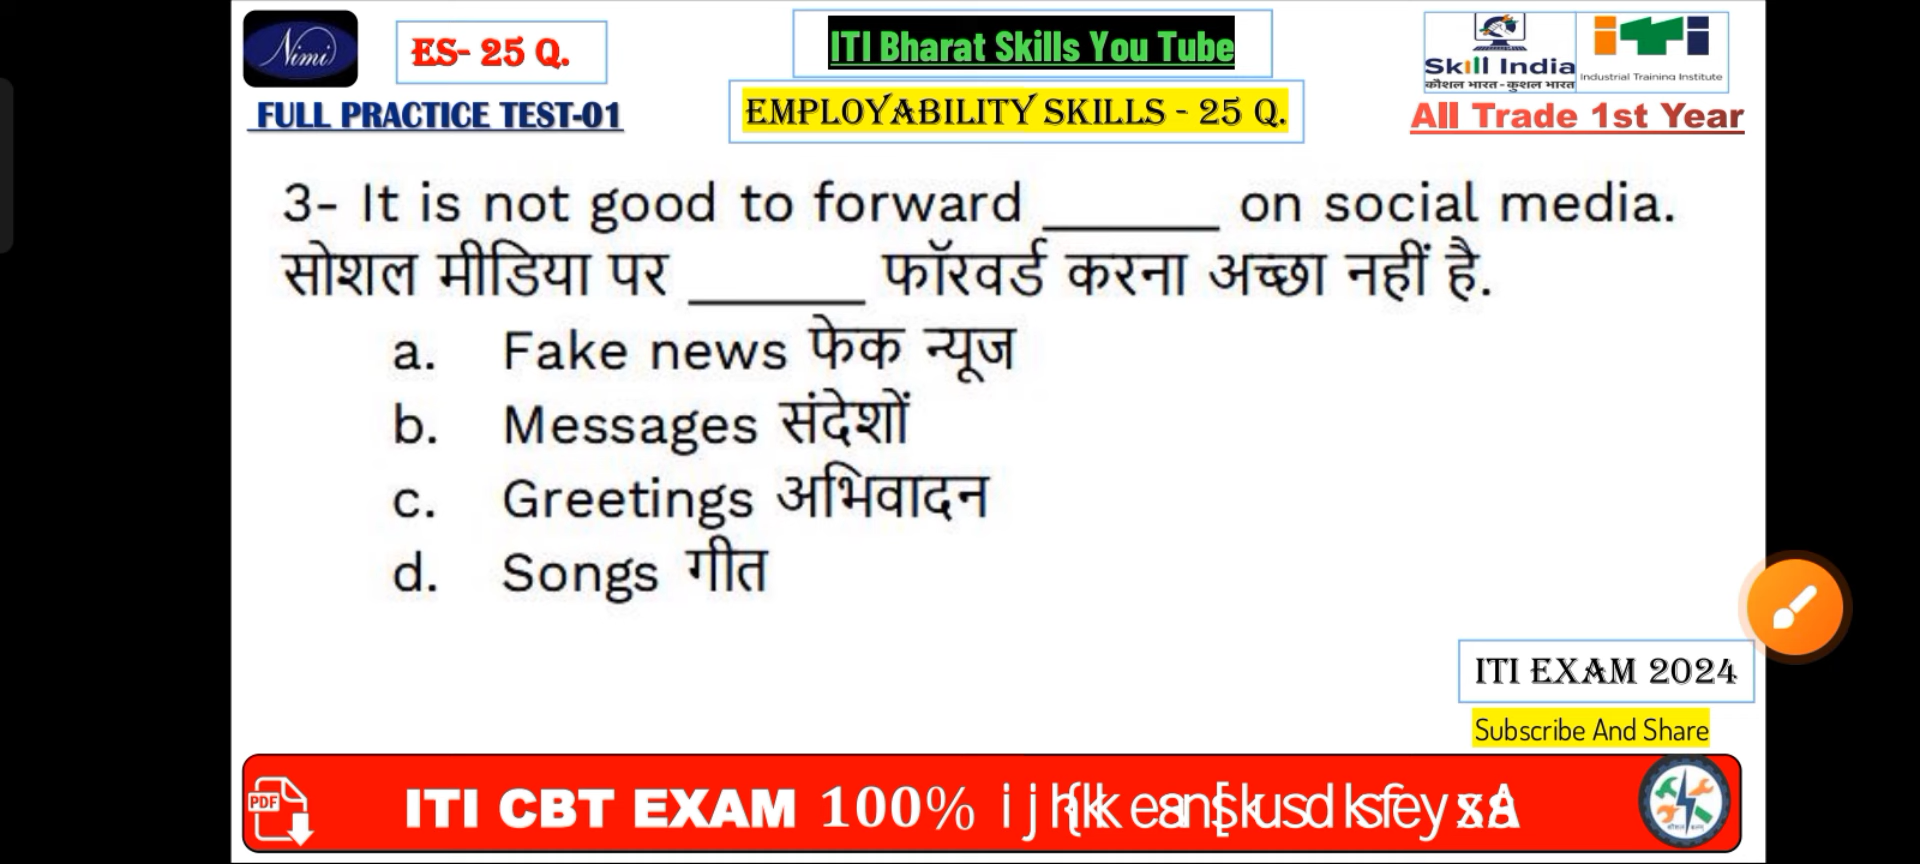 Nimi
ES- 25 Q.
ITI Bharat Skills You Tube
Skill India
कौशल भारत - कुशल भारत
iTi
Industrial Training Institute
FULL PRACTICE TEST-01
EMPLOYABILITY SKILLS - 25 Q.
All Trade 1st Year
3- It is not good to forward ______ on social media.
सोशल मीडिया पर ______ फॉरवर्ड करना अच्छा नहीं है.
a. Fake news फेक न्यूज
b. Messages संदेशों
c. Greetings अभिवादन
d. Songs गीत
ITI EXAM 2024
Subscribe And Share
PDF
ITI CBT EXAM 100%